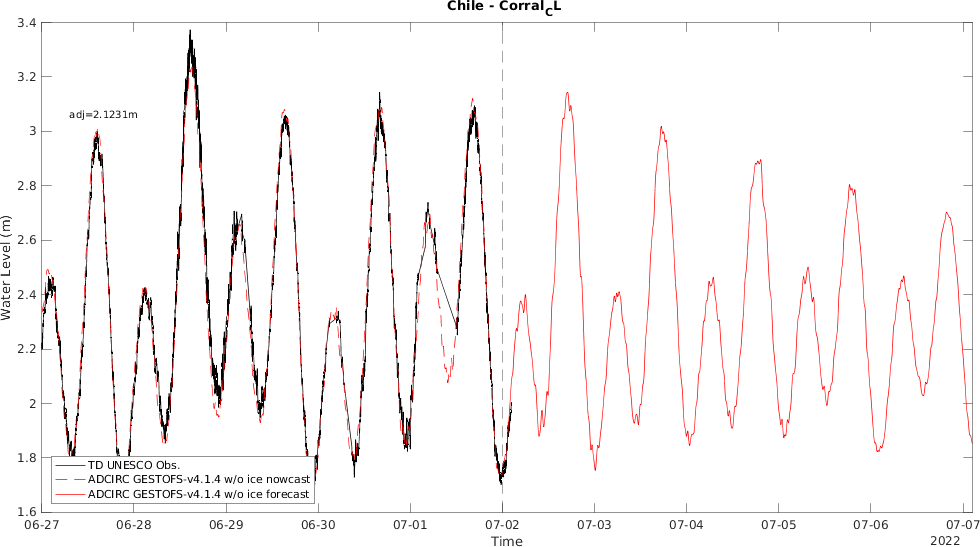 Chile - Corral_CL
3.4
3.2
3
2.8
2.6
2.4
2.2
2
1.8
1.6
Water Level (m)
adj=2.1231m
TD UNESCO Obs.
ADCIRC GESTOFS-v4.1.4 w/o ice nowcast
ADCIRC GESTOFS-v4.1.4 w/o ice forecast
06-27 06-28 06-29 06-30 07-01 07-02 07-03 07-04 07-05 07-06 07-07
Time
2022